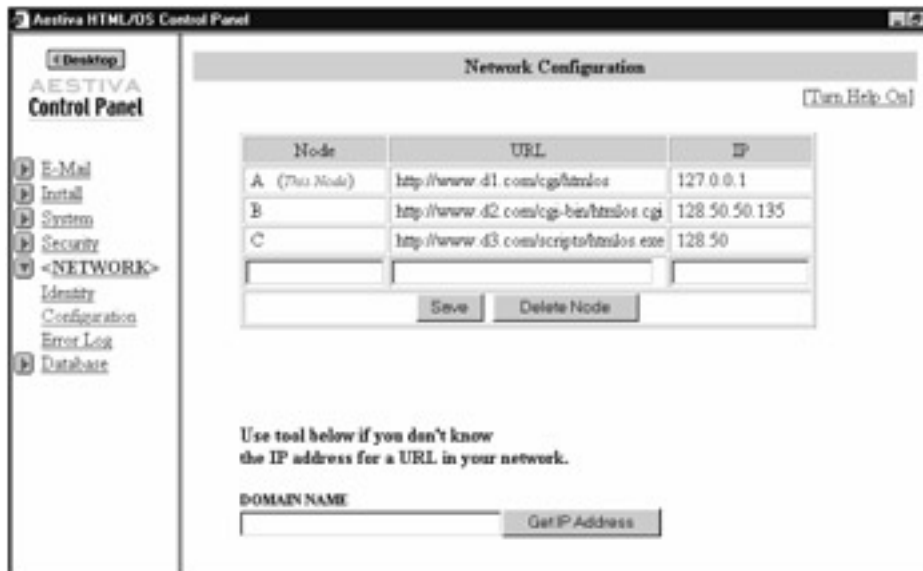 Aestiva HTML/OS Control Panel
Desktop
AESTIVA
Control Panel
E-Mail
Install
System
Security
<NETWORK>
Identity
Configuration
Error Log
Database
Network Configuration
[Turn Help On]
Node URL IP
A (This Node) http://www.d1.com/cgi/htmlos 127.0.0.1
B http://www.d2.com/cgi-bin/htmlos.cgi 128.50.50.135
C http://www.d3.com/scripts/htmlos.exe 128.50
Save Delete Node
Use tool below if you don't know
the IP address for a URL in your network.
DOMAIN NAME
Get IP Address